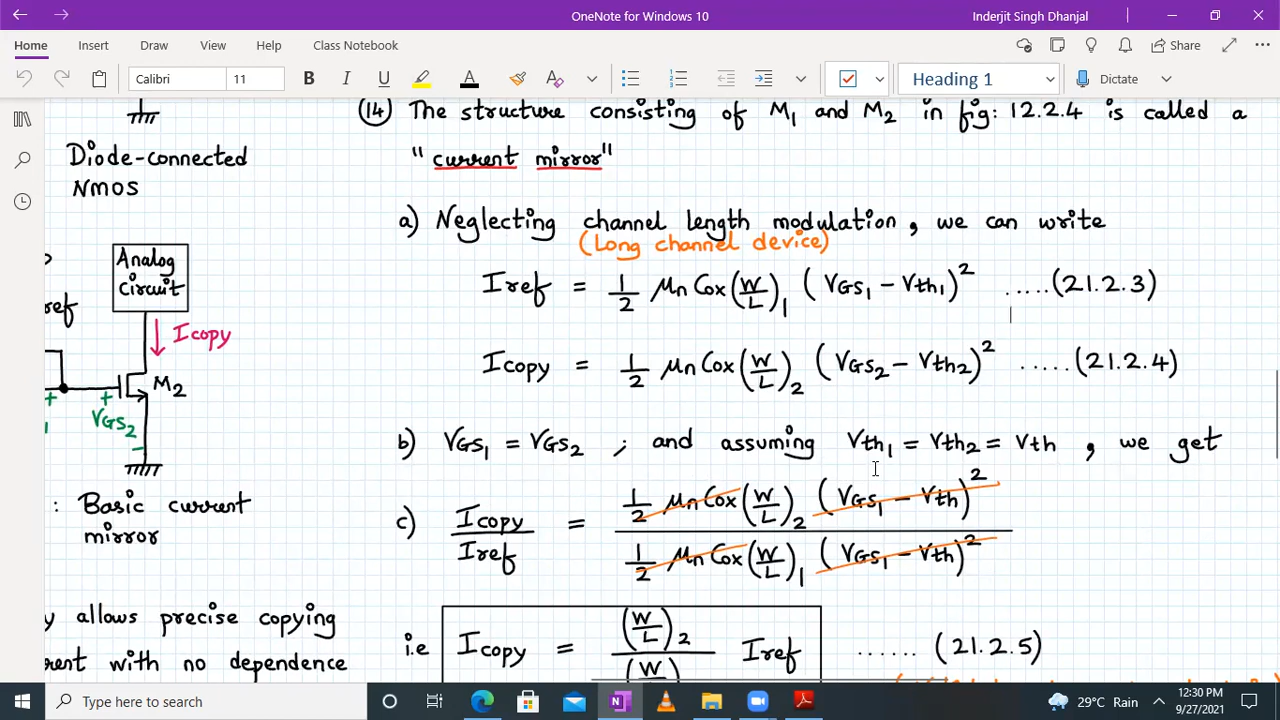 OneNote for Windows 10
Inderjit Singh Dhanjal
Home Insert Draw View Help Class Notebook Share
Calibri 11 B I U A Heading 1 Dictate
(14) The structure consisting of M1 and M2 in fig: 12.2.4 is called a
"current mirror"
Diode-connected
NMOS
a) Neglecting channel length modulation, we can write
(Long channel device)
Iref = 1/2 μn Cox (W/L)1 (VGS1 - Vth1)^2 .....(21.2.3)
Analog
Circuit
ref
Icopy
Icopy = 1/2 μn Cox (W/L)2 (VGS2 - Vth2)^2 .....(21.2.4)
M2
+ +
VGS2
-
b) VGS1 = VGS2 ; and assuming Vth1 = Vth2 = Vth , we get
: Basic current
mirror
c) Icopy/Iref = 1/2 μn Cox (W/L)2 (VGS1 - Vth)^2 / 1/2 μn Cox (W/L)1 (VGS1 - Vth)^2
y allows precise copying
rent with no dependence
i.e Icopy = (W/L)2 / (W Iref ...... (21.2.5)
Type here to search
29°C Rain
12:30 PM
9/27/2021